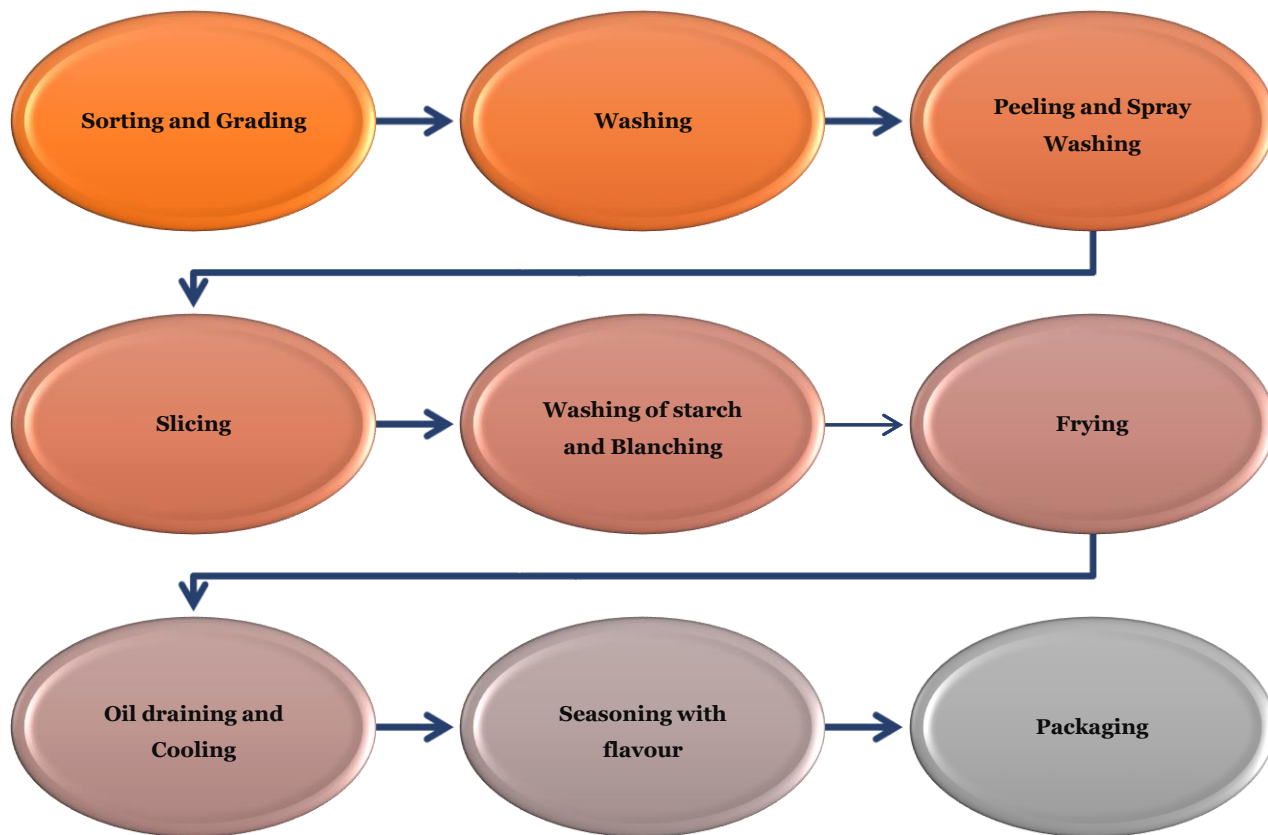 Sorting and Grading
Washing
Peeling and Spray
Washing
Slicing
Washing of starch
and Blanching
Frying
Oil draining and
Cooling
Seasoning with
flavour
Packaging